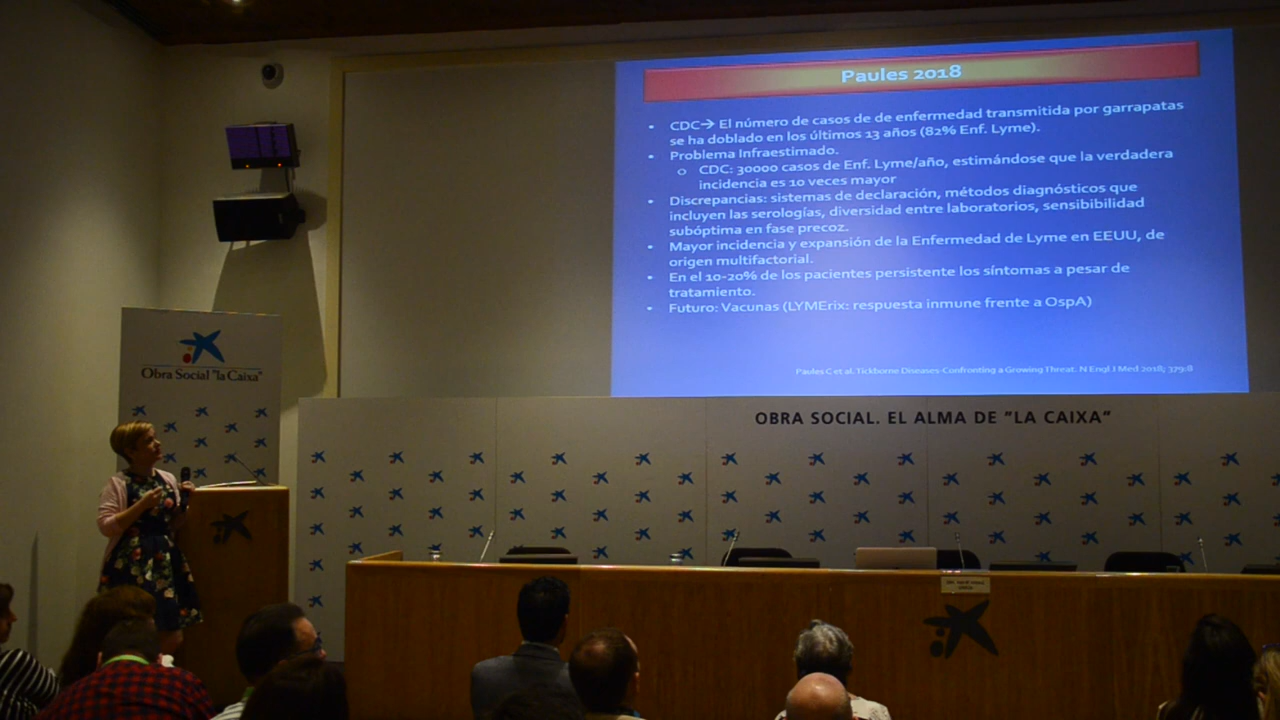 Paules 2018
• CDC→ El número de casos de de enfermedad transmitida por garrapatas
se ha doblado en los últimos 13 años (82% Enf. Lyme).
• Problema Infraestimado.
o CDC: 30000 casos de Enf. Lyme/año, estimándose que la verdadera
incidencia es 10 veces mayor
• Discrepancias: sistemas de declaración, métodos diagnósticos que
incluyen las serologías, diversidad entre laboratorios, sensibibilidad
subóptima en fase precoz.
• Mayor incidencia y expansión de la Enfermedad de Lyme en EEUU, de
origen multifactorial.
• En el 10-20% de los pacientes persistente los síntomas a pesar de
tratamiento.
• Futuro: Vacunas (LYMErix: respuesta inmune frente a OspA)
Paules C et al. Tickborne Diseases-Confronting a Growing Threat. N Engl J Med 2018; 379:8
Obra Social "la Caixa"
OBRA SOCIAL. EL ALMA DE "LA CAIXA"